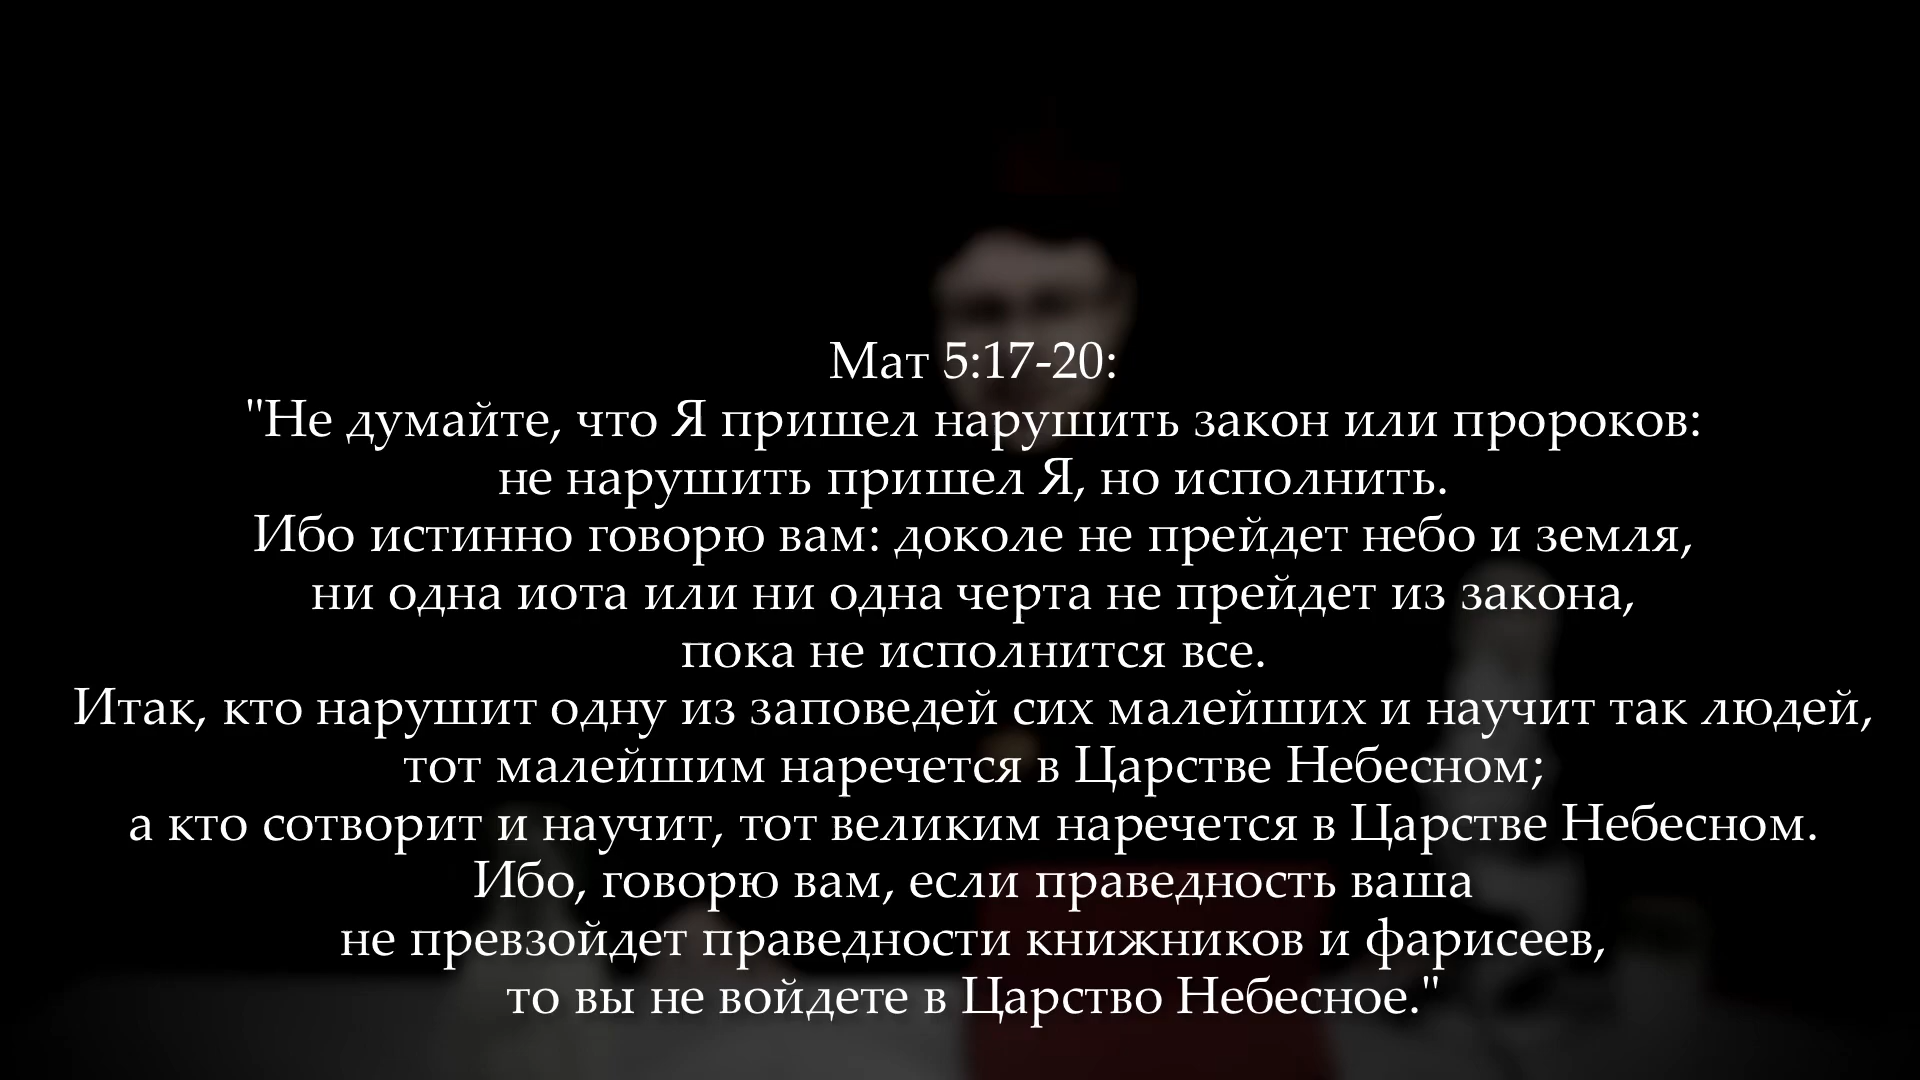 Мат 5:17-20:
"Не думайте, что Я пришел нарушить закон или пророков:
не нарушить пришел Я, но исполнить.
Ибо истинно говорю вам: доколе не прейдет небо и земля,
ни одна иота или ни одна черта не прейдет из закона,
пока не исполнится все.
Итак, кто нарушит одну из заповедей сих малейших и научит так людей,
тот малейшим наречется в Царстве Небесном;
а кто сотворит и научит, тот великим наречется в Царстве Небесном.
Ибо, говорю вам, если праведность ваша
не превзойдет праведности книжников и фарисеев,
то вы не войдете в Царство Небесное."